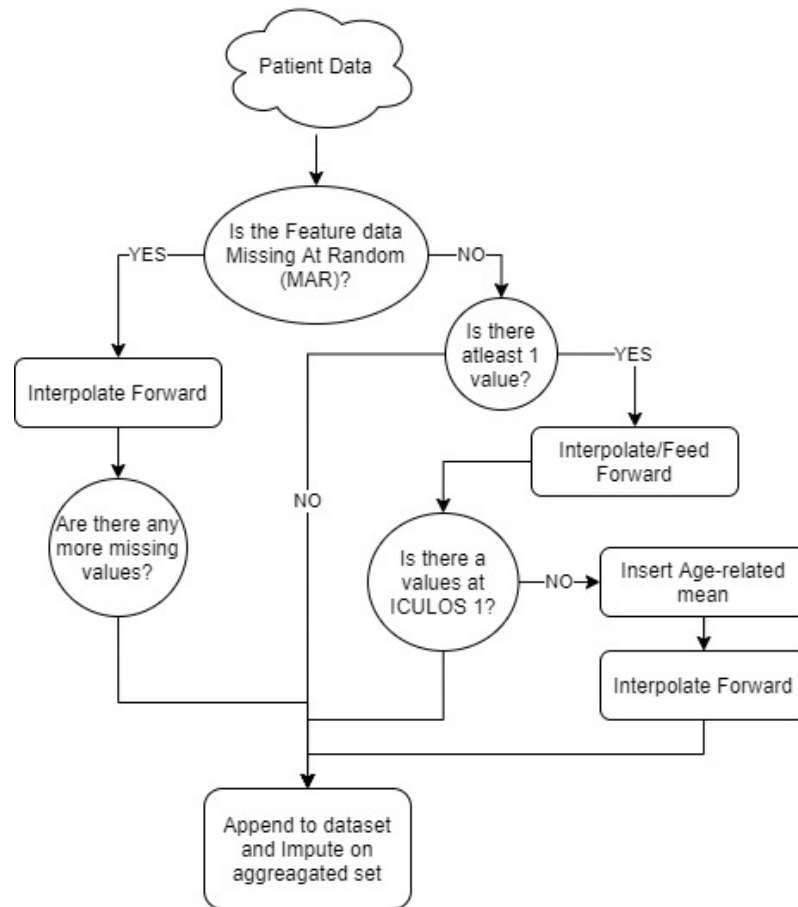 Patient Data
Is the Feature data
Missing At Random
(MAR)?
YES
NO
Is there
atleast 1
value?
YES
Interpolate Forward
Interpolate/Feed
Forward
NO
Are there any
more missing
values?
Is there a
values at
ICULOS 1?
NO
Insert Age-related
mean
Interpolate Forward
Append to dataset
and Impute on
aggreagated set